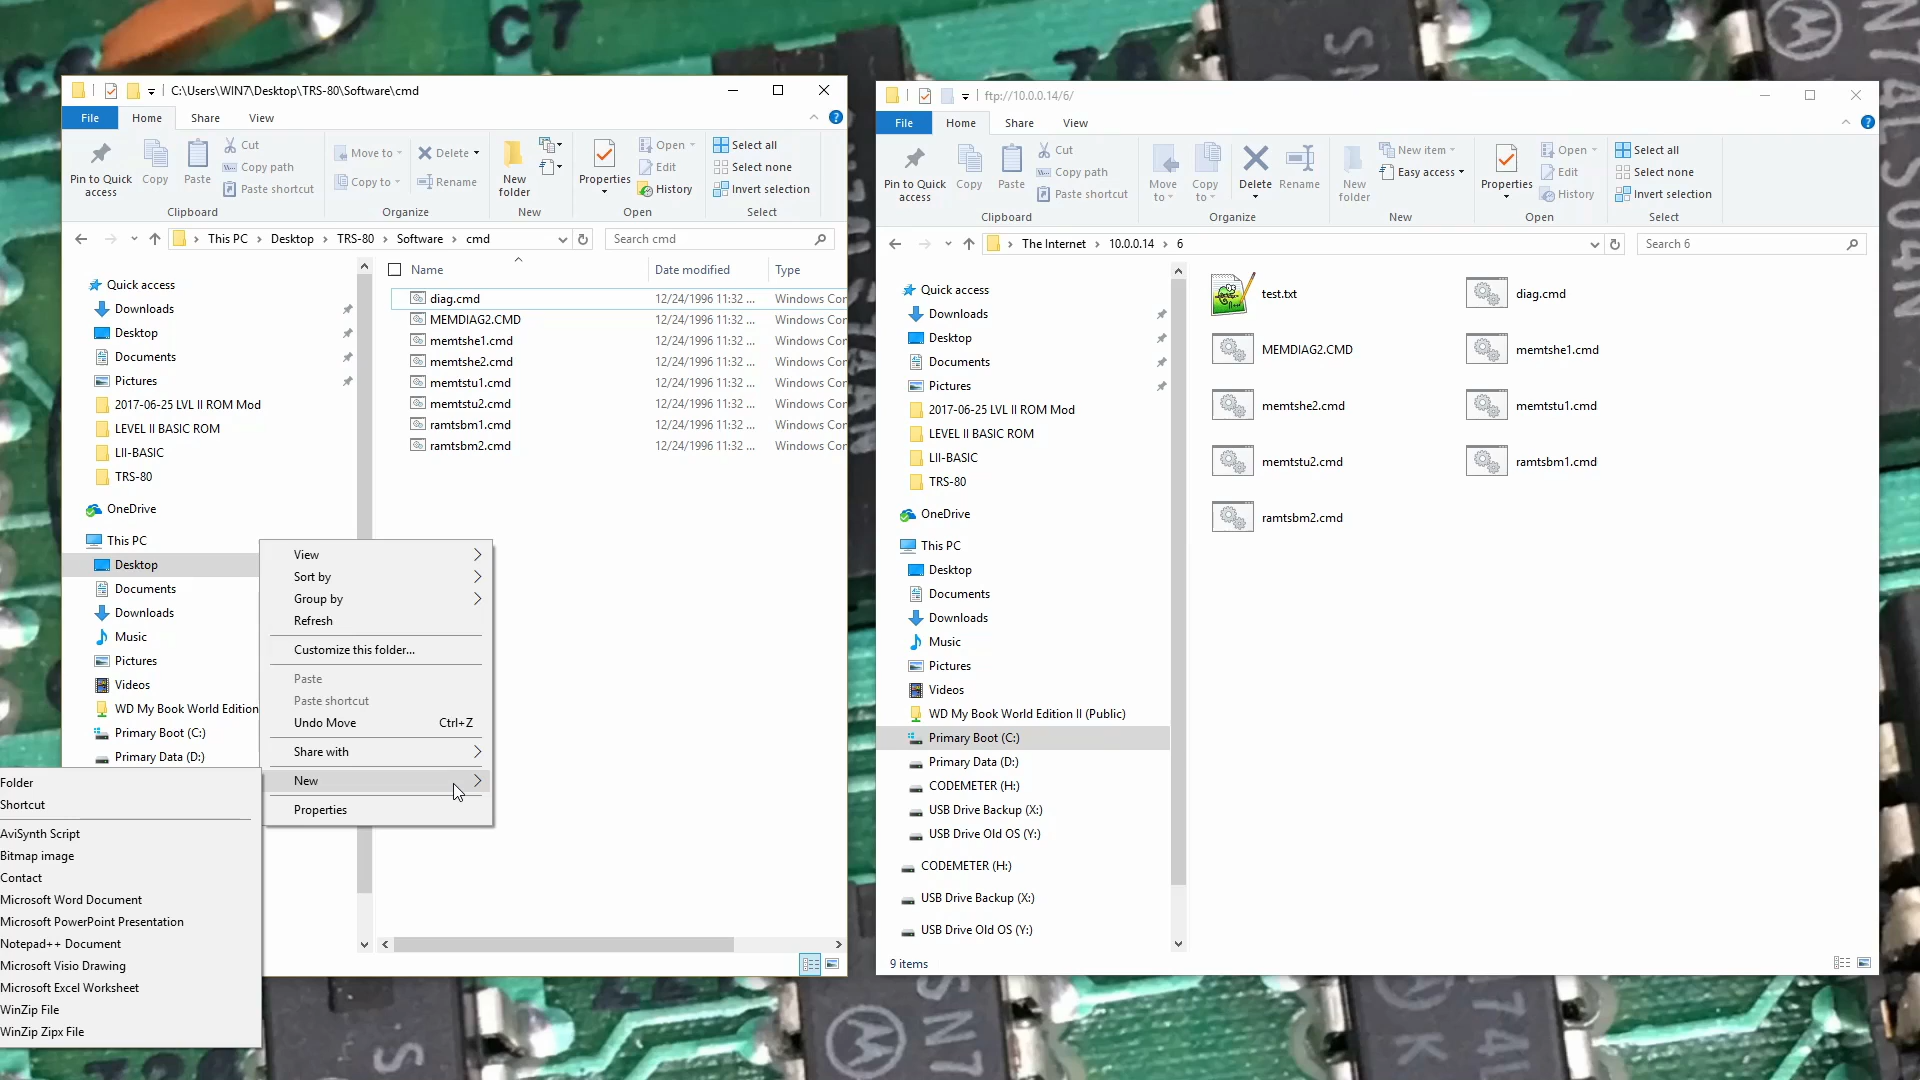 C:\Users\WIN7\Desktop\TRS-80\Software\cmd
File
Home
Share
View
Pin to Quick access
Copy
Paste
Cut
Copy path
Paste shortcut
Clipboard
Move to
Copy to
Delete
Rename
Organize
New folder
New
Properties
Open
Edit
History
Open
Select all
Select none
Invert selection
Select
This PC > Desktop > TRS-80 > Software > cmd
Search cmd
Quick access
Downloads
Desktop
Documents
Pictures
2017-06-25 LVL II ROM Mod
LEVEL II BASIC ROM
LII-BASIC
TRS-80
OneDrive
This PC
Desktop
Documents
Downloads
Music
Pictures
Videos
WD My Book World Edition
Primary Boot (C:)
Primary Data (D:)
Name Date modified Type
diag.cmd 12/24/1996 11:32 ... Windows Cor
MEMDIAG2.CMD 12/24/1996 11:32 ... Windows Cor
memtshe1.cmd 12/24/1996 11:32 ... Windows Cor
memtshe2.cmd 12/24/1996 11:32 ... Windows Cor
memtstu1.cmd 12/24/1996 11:32 ... Windows Cor
memtstu2.cmd 12/24/1996 11:32 ... Windows Cor
ramtsbm1.cmd 12/24/1996 11:32 ... Windows Cor
ramtsbm2.cmd 12/24/1996 11:32 ... Windows Cor
View
Sort by
Group by
Refresh
Customize this folder...
Paste
Paste shortcut
Undo Move Ctrl+Z
Share with
New
Properties
Folder
Shortcut
AviSynth Script
Bitmap image
Contact
Microsoft Word Document
Microsoft PowerPoint Presentation
Notepad++ Document
Microsoft Visio Drawing
Microsoft Excel Worksheet
WinZip File
WinZip Zipx File
ftp://10.0.0.14/6/
File
Home
Share
View
Pin to Quick access
Copy
Paste
Cut
Copy path
Paste shortcut
Clipboard
Move to
Copy to
Delete
Rename
Organize
New folder
New item
Easy access
New
Properties
Open
Edit
History
Open
Select all
Select none
Invert selection
Select
The Internet > 10.0.0.14 > 6
Search 6
Quick access
Downloads
Desktop
Documents
Pictures
2017-06-25 LVL II ROM Mod
LEVEL II BASIC ROM
LII-BASIC
TRS-80
OneDrive
This PC
Desktop
Documents
Downloads
Music
Pictures
Videos
WD My Book World Edition II (Public)
Primary Boot (C:)
Primary Data (D:)
CODEMETER (H:)
USB Drive Backup (X:)
USB Drive Old OS (Y:)
CODEMETER (H:)
USB Drive Backup (X:)
USB Drive Old OS (Y:)
test.txt
diag.cmd
MEMDIAG2.CMD
memtshe1.cmd
memtshe2.cmd
memtstu1.cmd
memtstu2.cmd
ramtsbm1.cmd
ramtsbm2.cmd
9 items
C7